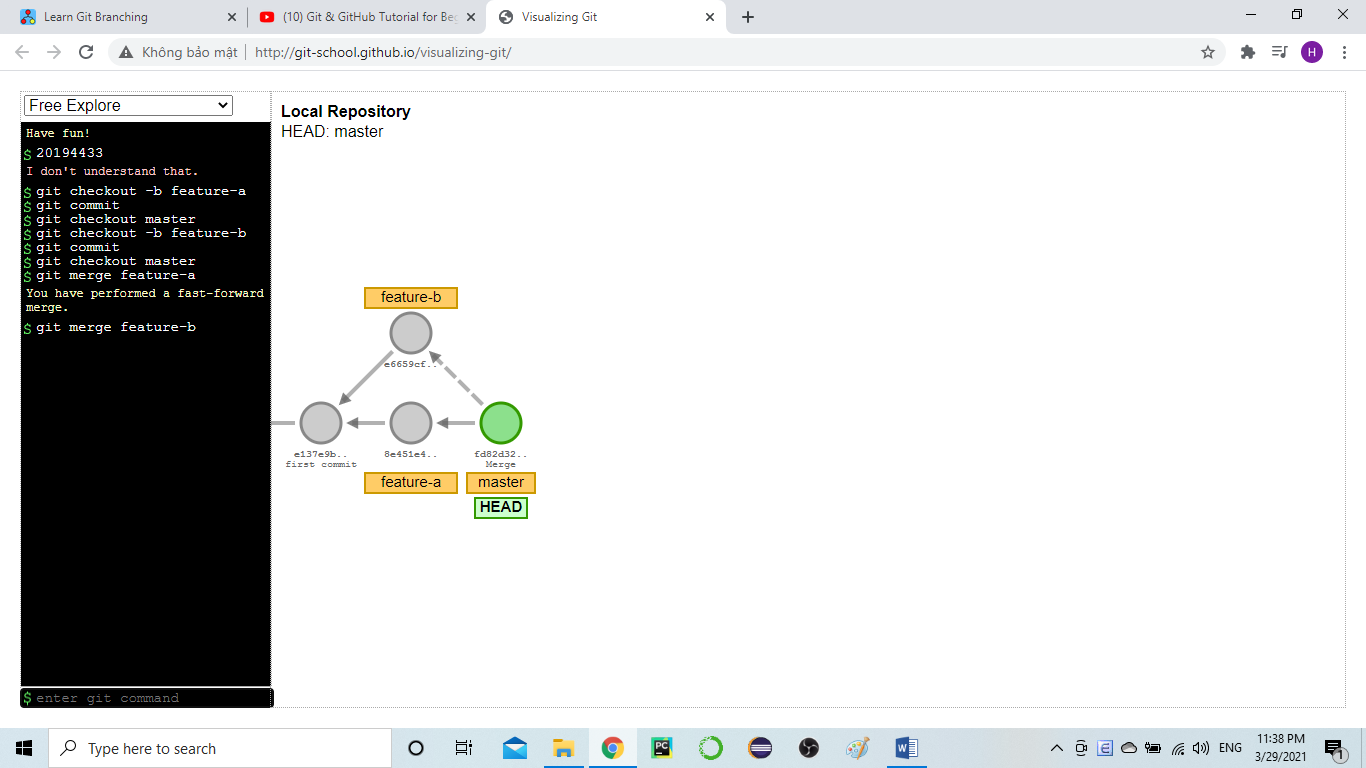 Learn Git Branching
(10) Git & GitHub Tutorial for Beg
Visualizing Git
Không bảo mật
http://git-school.github.io/visualizing-git/
H
Free Explore
Have fun!
$ 20194433
I don't understand that.
$ git checkout -b feature-a
$ git commit
$ git checkout master
$ git checkout -b feature-b
$ git commit
$ git checkout master
$ git merge feature-a
You have performed a fast-forward
merge.
$ git merge feature-b
$ enter git command
Local Repository
HEAD: master
feature-b
e6659cf..
e137e9b..
first commit
8e451e4..
fd82d32..
Merge
feature-a
master
HEAD
Type here to search
PC
W
ENG
11:38 PM
3/29/2021
1